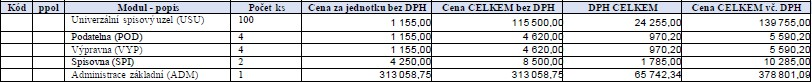 Kód ppol Modul - popis Počet ks Cena za jednotku bez DPH Cena CELKEM bez DPH DPH CELKEM Cena CELKEM vč. DPH
Univerzální spisový uzel (USU) 100 1 155,00 115 500,00 24 255,00 139 755,00
Podatelna (POD) 4 1 155,00 4 620,00 970,20 5 590,20
Výpravna (VYP) 4 1 155,00 4 620,00 970,20 5 590,20
Spisovna (SPI) 2 4 250,00 8 500,00 1 785,00 10 285,00
Administrace základní (ADM) 1 313 058,75 313 058,75 65 742,34 378 801,00